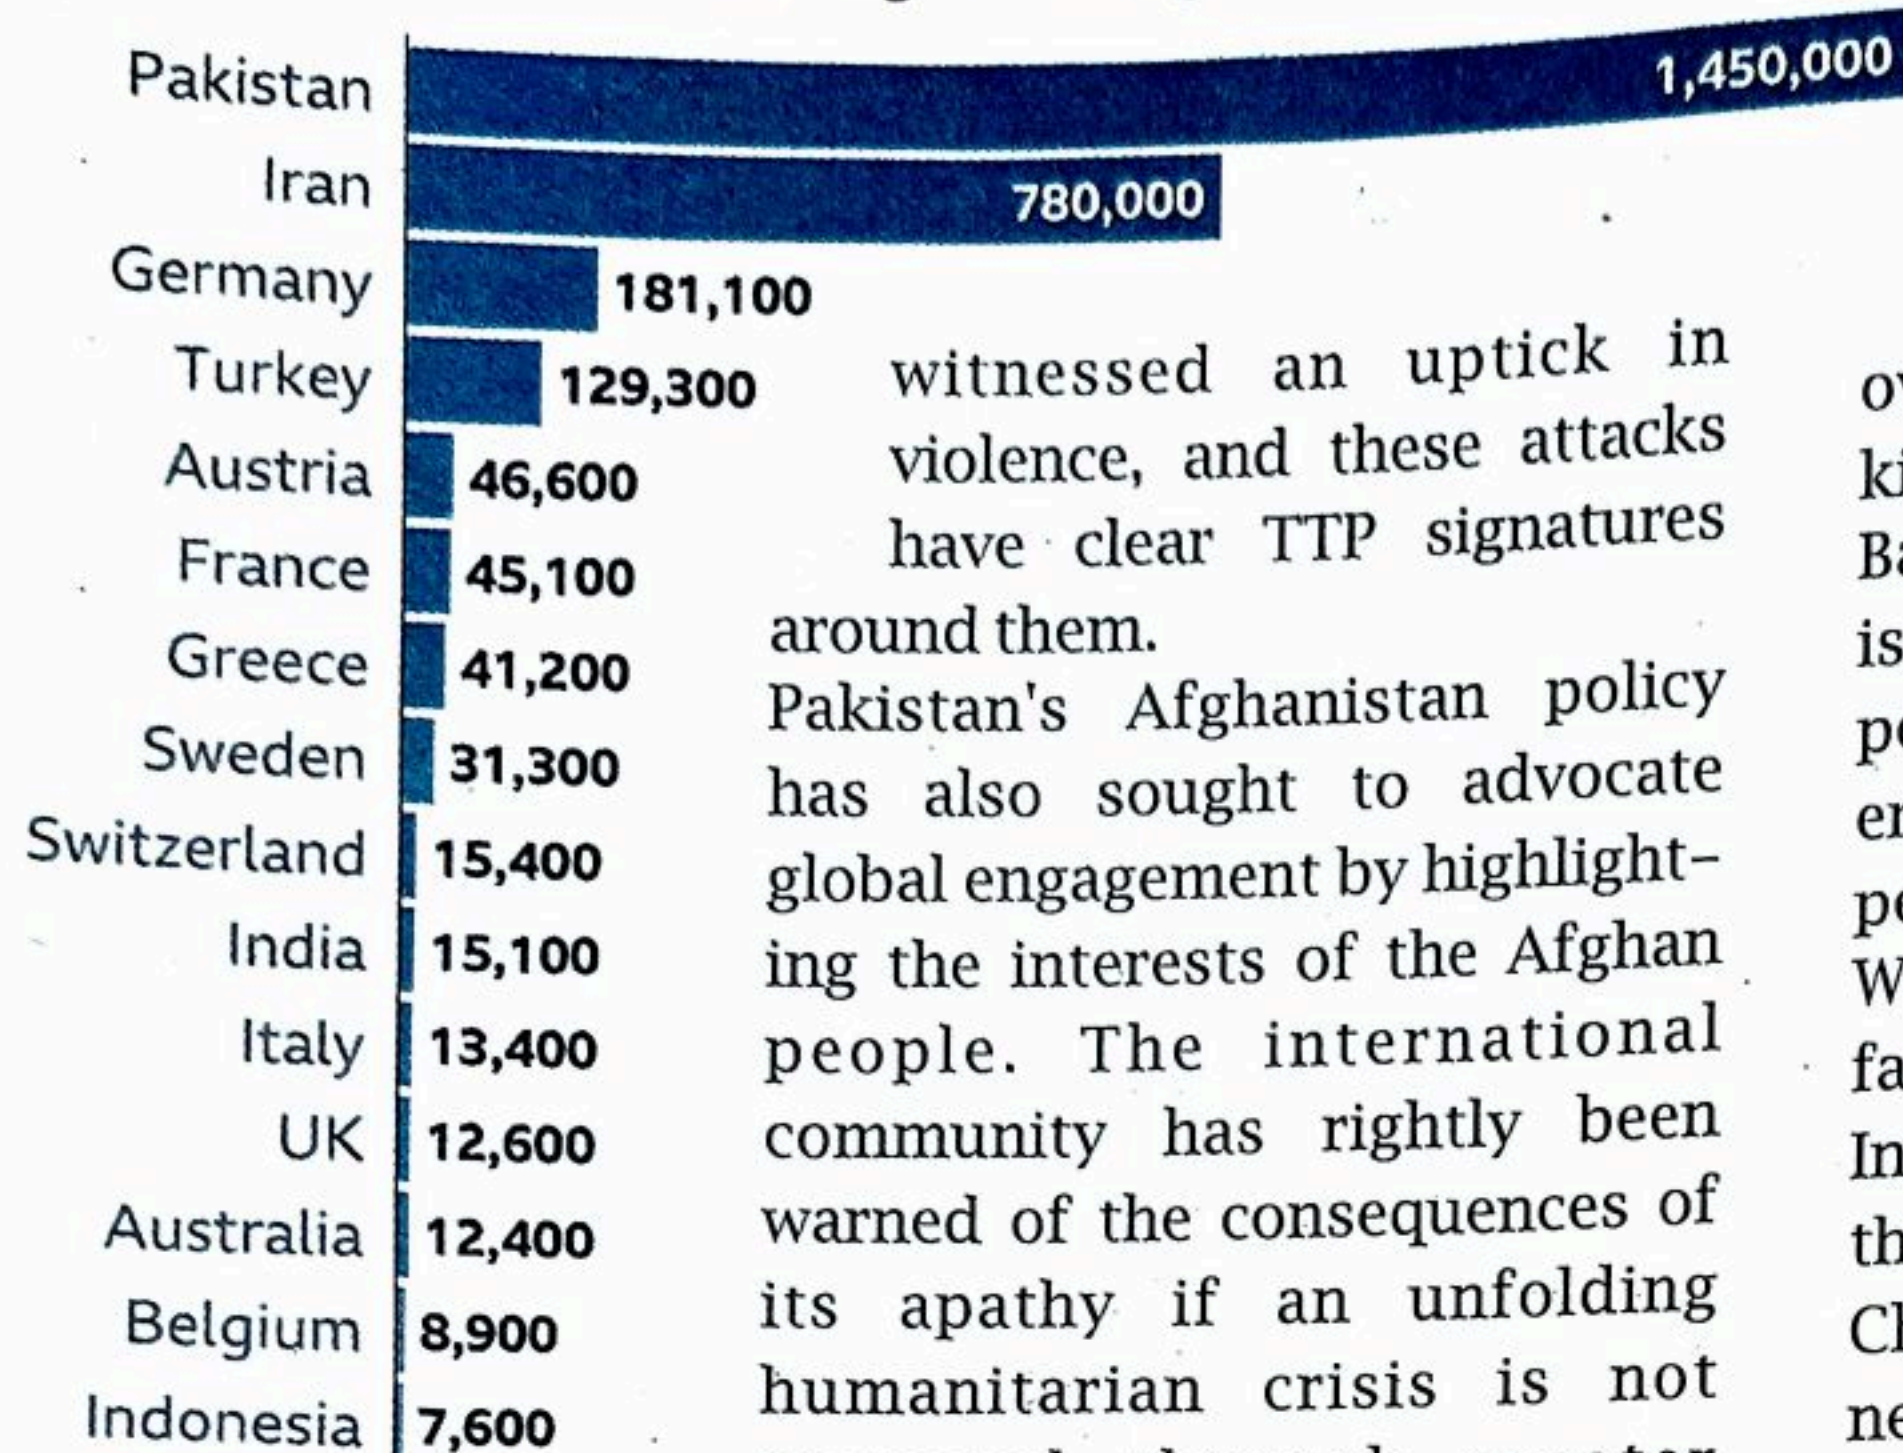 Pakistan 1,450,000
Iran 780,000
Germany 181,100
Turkey 129,300
Austria 46,600
France 45,100
Greece 41,200
Sweden 31,300
Switzerland 15,400
India 15,100
Italy 13,400
UK 12,600
Australia 12,400
Belgium 8,900
Indonesia 7,600
witnessed an uptick in
violence, and these attacks
have clear TTP signatures
around them.
Pakistan's Afghanistan policy
has also sought to advocate
global engagement by highlight-
ing the interests of the Afghan
people. The international
community has rightly been
warned of the consequences of
its apathy if an unfolding
humanitarian crisis is not